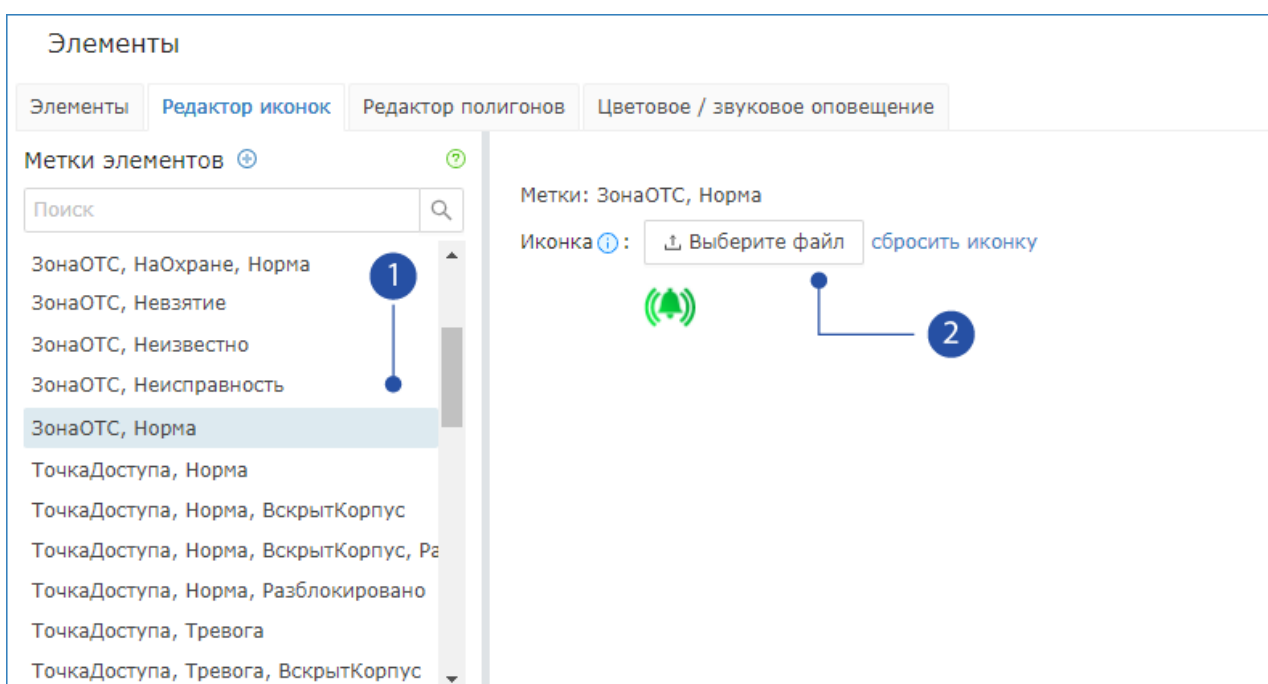 Элементы
Элементы Редактор иконок Редактор полигонов Цветовое / звуковое оповещение
Метки элементов
Поиск
ЗонаОТС, НаОхране, Норма
ЗонаОТС, Невзятие
ЗонаОТС, Неизвестно
ЗонаОТС, Неисправность
ЗонаОТС, Норма
ТочкаДоступа, Норма
ТочкаДоступа, Норма, ВскрытКорпус
ТочкаДоступа, Норма, ВскрытКорпус, Ра
ТочкаДоступа, Норма, Разблокировано
ТочкаДоступа, Тревога
ТочкаДоступа, Тревога, ВскрытКорпус
1
Метки: ЗонаОТС, Норма
Иконка : Выберите файл сбросить иконку
2